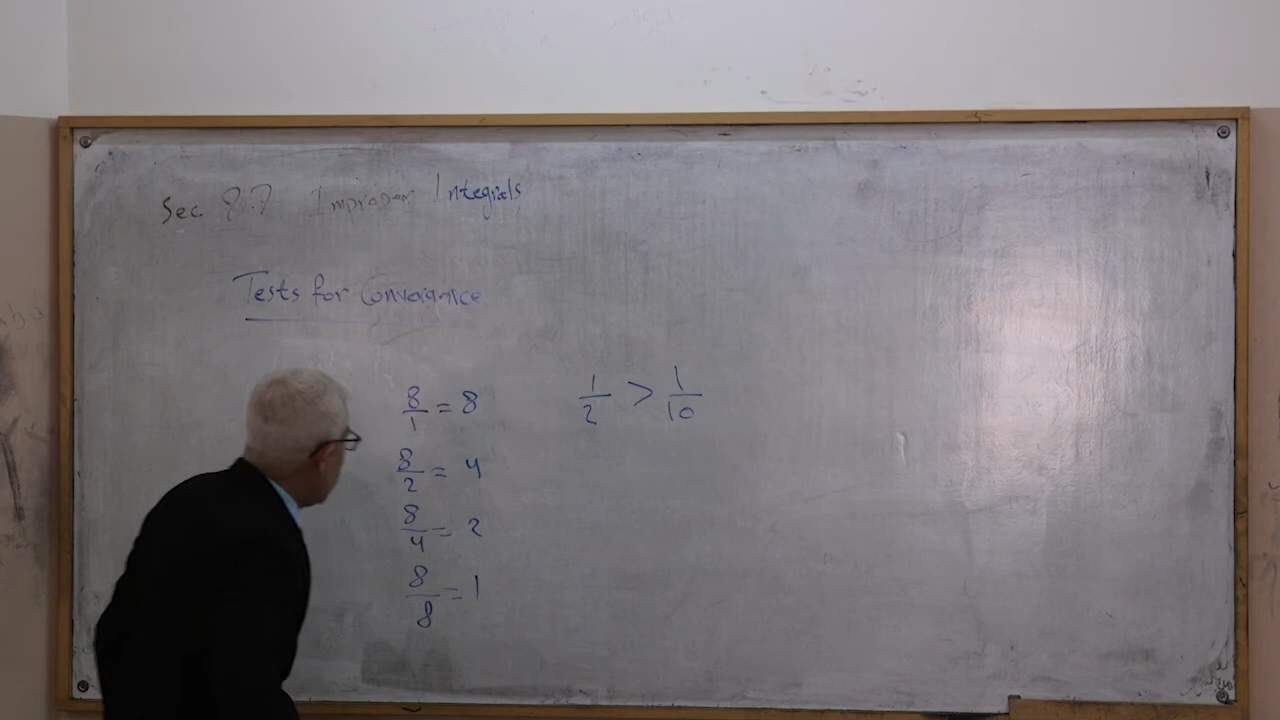 Sec. 8.7 Improper Integrals
Tests for Convergnice
8/1 = 8
1/2 > 1/10
8/2 = 4
8/4 = 2
8/8 = 1